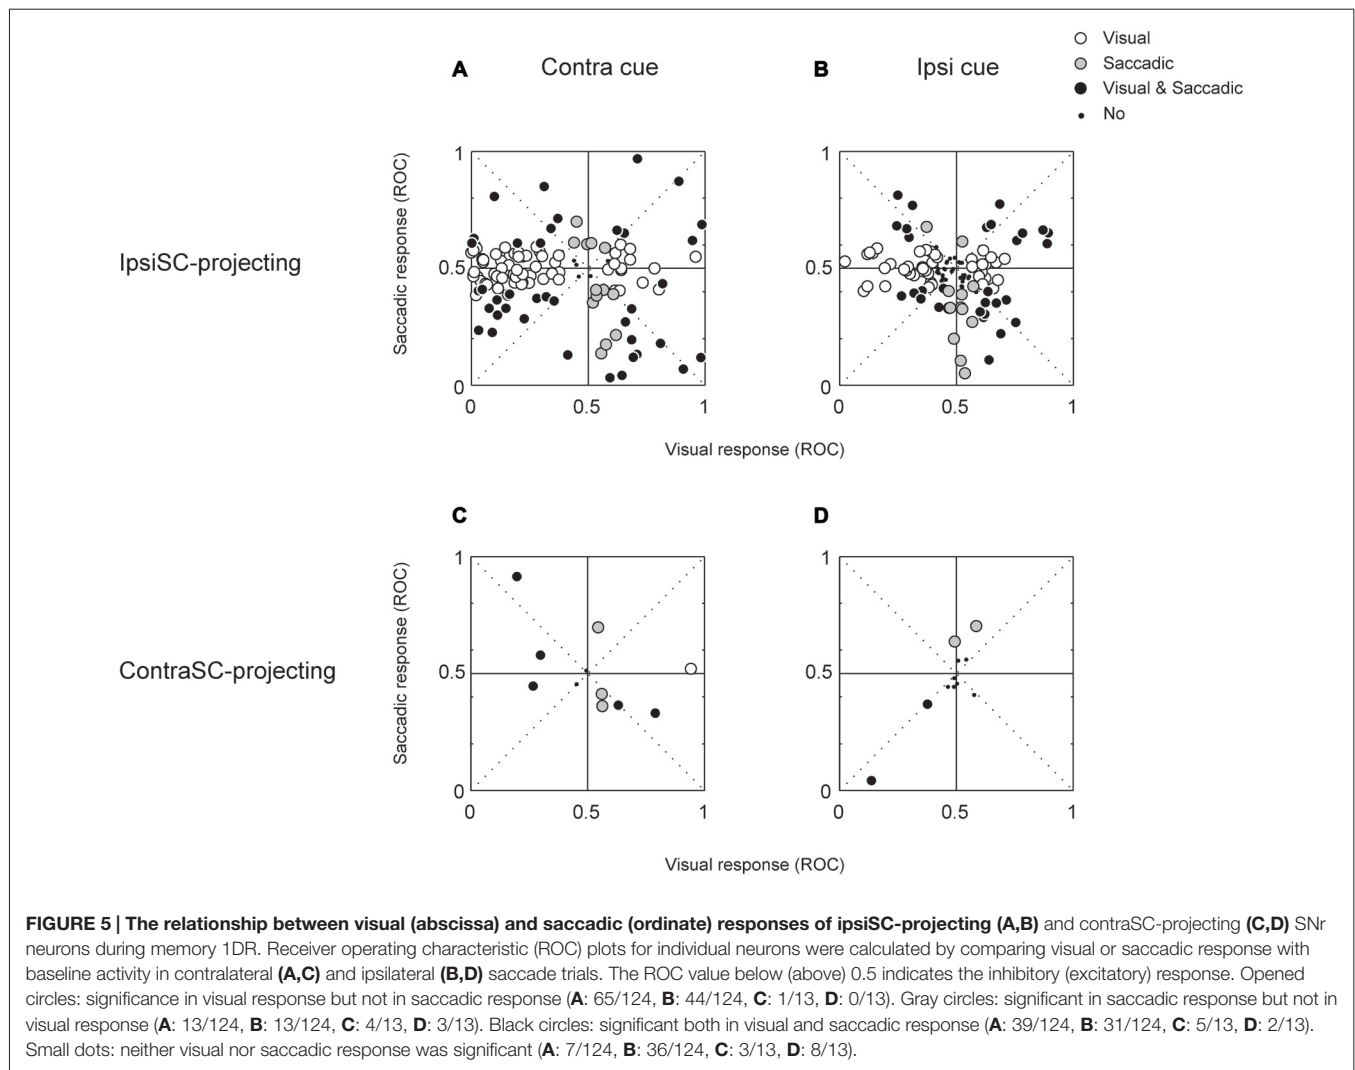 Visual
Saccadic
Visual & Saccadic
No
A
Contra cue
B
Ipsi cue
IpsiSC-projecting
Saccadic response (ROC)
1
0.5
0
0
0.5
1
1
0.5
0
0
0.5
1
Visual response (ROC)
C
D
ContraSC-projecting
Saccadic response (ROC)
1
0.5
0
0
0.5
1
1
0.5
0
0
0.5
1
Visual response (ROC)
FIGURE 5 | The relationship between visual (abscissa) and saccadic (ordinate) responses of ipsiSC-projecting (A,B) and contraSC-projecting (C,D) SNr
neurons during memory 1DR. Receiver operating characteristic (ROC) plots for individual neurons were calculated by comparing visual or saccadic response with
baseline activity in contralateral (A,C) and ipsilateral (B,D) saccade trials. The ROC value below (above) 0.5 indicates the inhibitory (excitatory) response. Opened
circles: significance in visual response but not in saccadic response (A: 65/124, B: 44/124, C: 1/13, D: 0/13). Gray circles: significant in saccadic response but not in
visual response (A: 13/124, B: 13/124, C: 4/13, D: 3/13). Black circles: significant both in visual and saccadic response (A: 39/124, B: 31/124, C: 5/13, D: 2/13).
Small dots: neither visual nor saccadic response was significant (A: 7/124, B: 36/124, C: 3/13, D: 8/13).